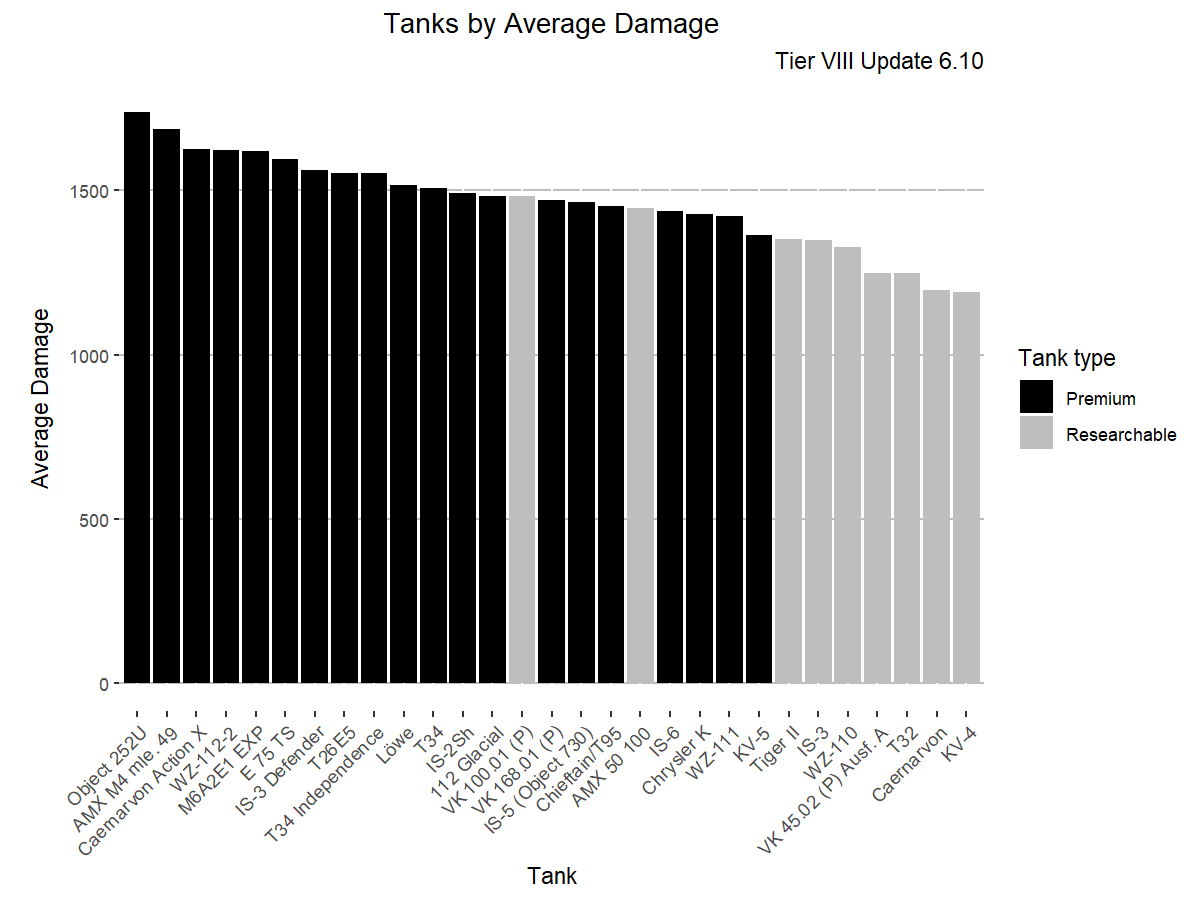 Tanks by Average Damage
Tier VIII Update 6.10
Average Damage
1500
1000
500
0
Object 252U
AMX M4 mle. 49
Caernarvon Action X
WZ-112-2
M6A2E1 EXP
E 75 TS
IS-3 Defender
T26E5
T34 Independence
Löwe
T34
IS-2Sh
112 Glacial
VK 100.01 (P)
VK 168.01 (P)
IS-5 (Object 730)
Chieftain/T95
AMX 50 100
IS-6
Chrysler K
WZ-111
KV-5
Tiger II
IS-3
WZ-110
VK 45.02 (P) Ausf. A
T32
Caernarvon
KV-4
Tank
Tank type
Premium
Researchable